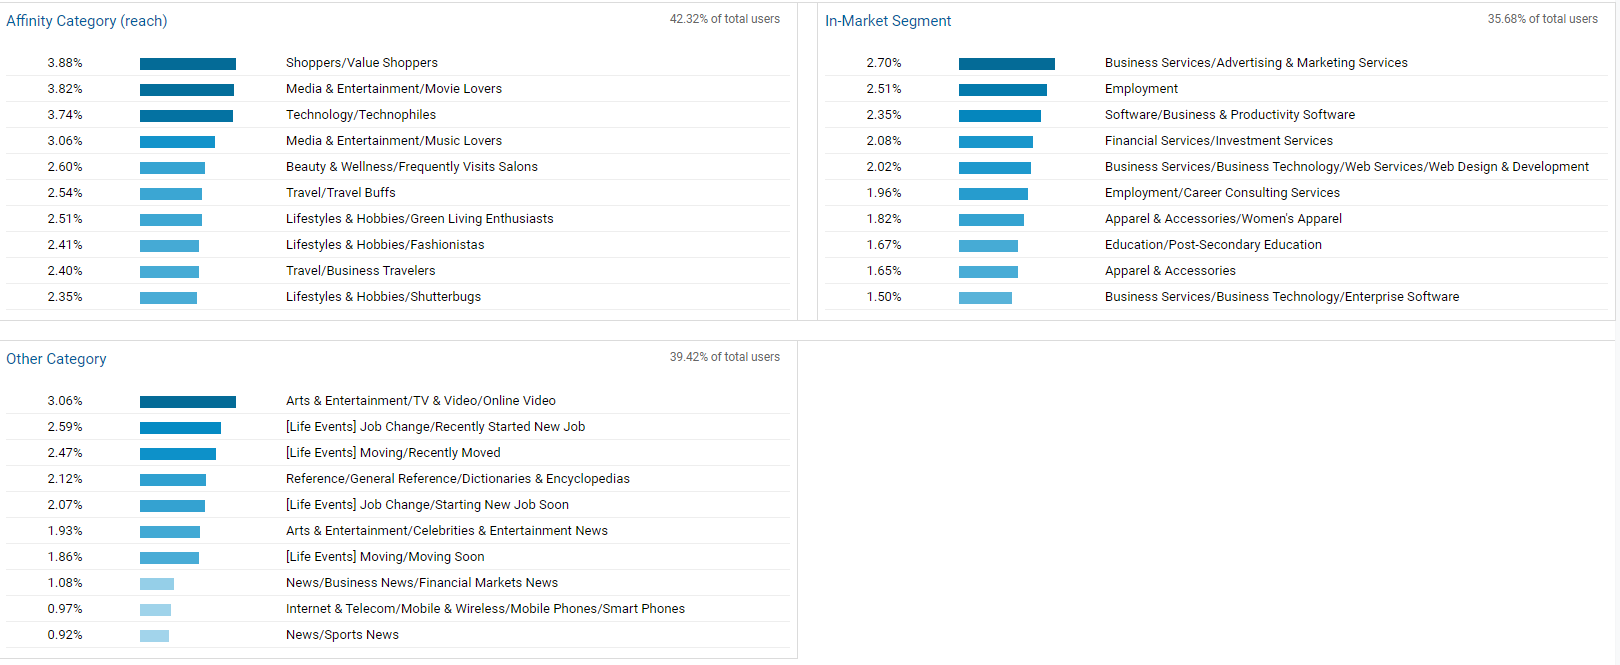 Affinity Category (reach) 42.32% of total users
3.88% Shoppers/Value Shoppers
3.82% Media & Entertainment/Movie Lovers
3.74% Technology/Technophiles
3.06% Media & Entertainment/Music Lovers
2.60% Beauty & Wellness/Frequently Visits Salons
2.54% Travel/Travel Buffs
2.51% Lifestyles & Hobbies/Green Living Enthusiasts
2.41% Lifestyles & Hobbies/Fashionistas
2.40% Travel/Business Travelers
2.35% Lifestyles & Hobbies/Shutterbugs
In-Market Segment 35.68% of total users
2.70% Business Services/Advertising & Marketing Services
2.51% Employment
2.35% Software/Business & Productivity Software
2.08% Financial Services/Investment Services
2.02% Business Services/Business Technology/Web Services/Web Design & Development
1.96% Employment/Career Consulting Services
1.82% Apparel & Accessories/Women's Apparel
1.67% Education/Post-Secondary Education
1.65% Apparel & Accessories
1.50% Business Services/Business Technology/Enterprise Software
Other Category 39.42% of total users
3.06% Arts & Entertainment/TV & Video/Online Video
2.59% [Life Events] Job Change/Recently Started New Job
2.47% [Life Events] Moving/Recently Moved
2.12% Reference/General Reference/Dictionaries & Encyclopedias
2.07% [Life Events] Job Change/Starting New Job Soon
1.93% Arts & Entertainment/Celebrities & Entertainment News
1.86% [Life Events] Moving/Moving Soon
1.08% News/Business News/Financial Markets News
0.97% Internet & Telecom/Mobile & Wireless/Mobile Phones/Smart Phones
0.92% News/Sports News